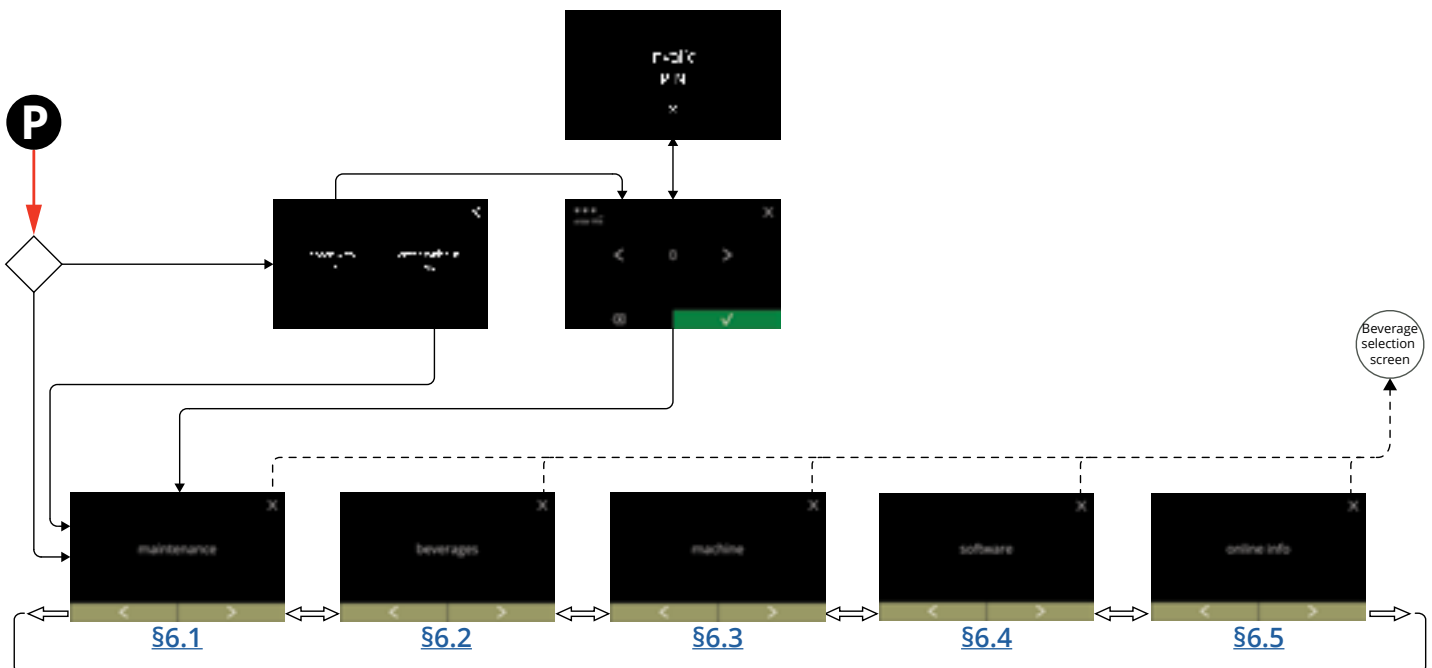 P
PIN
Beverage
selection
screen
maintenance
beverages
machine
software
online info
§6.1
§6.2
§6.3
§6.4
§6.5